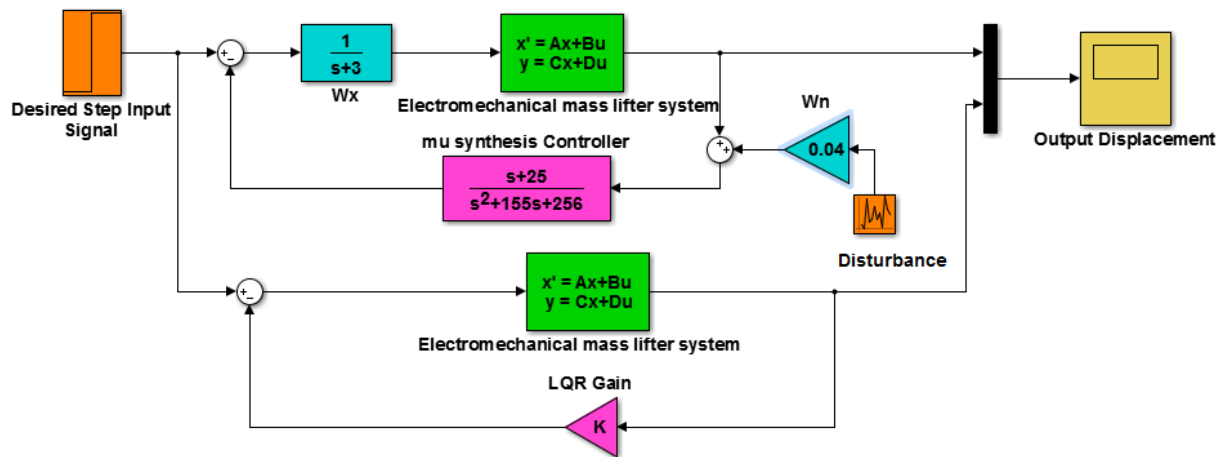 Desired Step Input
Signal
+
-
1
s+3
Wx
x' = Ax+Bu
y = Cx+Du
Electromechanical mass lifter system
mu synthesis Controller
s+25
s²+155s+256
+
+
Wn
0.04
Disturbance
Output Displacement
+
-
x' = Ax+Bu
y = Cx+Du
Electromechanical mass lifter system
LQR Gain
K